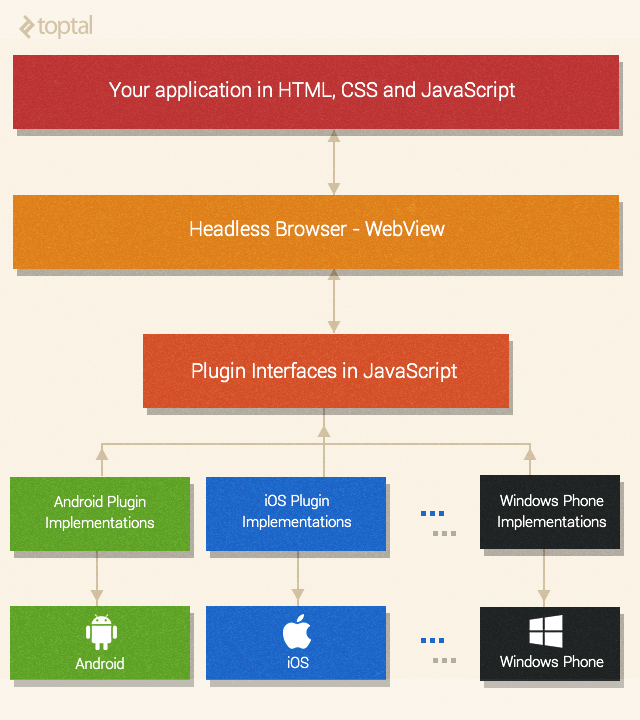 toptal
Your application in HTML, CSS and JavaScript
Headless Browser - WebView
Plugin Interfaces in JavaScript
Android Plugin
Implementations
iOS Plugin
Implementations
Windows Phone
Implementations
Android
iOS
Windows Phone